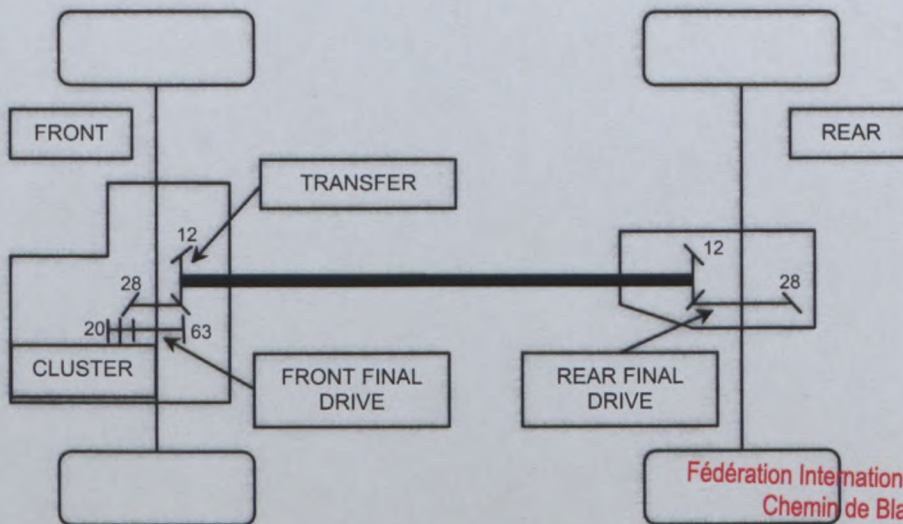 FRONT
REAR
TRANSFER
12
12
28
28
20
63
CLUSTER
FRONT FINAL
DRIVE
REAR FINAL
DRIVE
Fédération Internation
Chemin de Bla